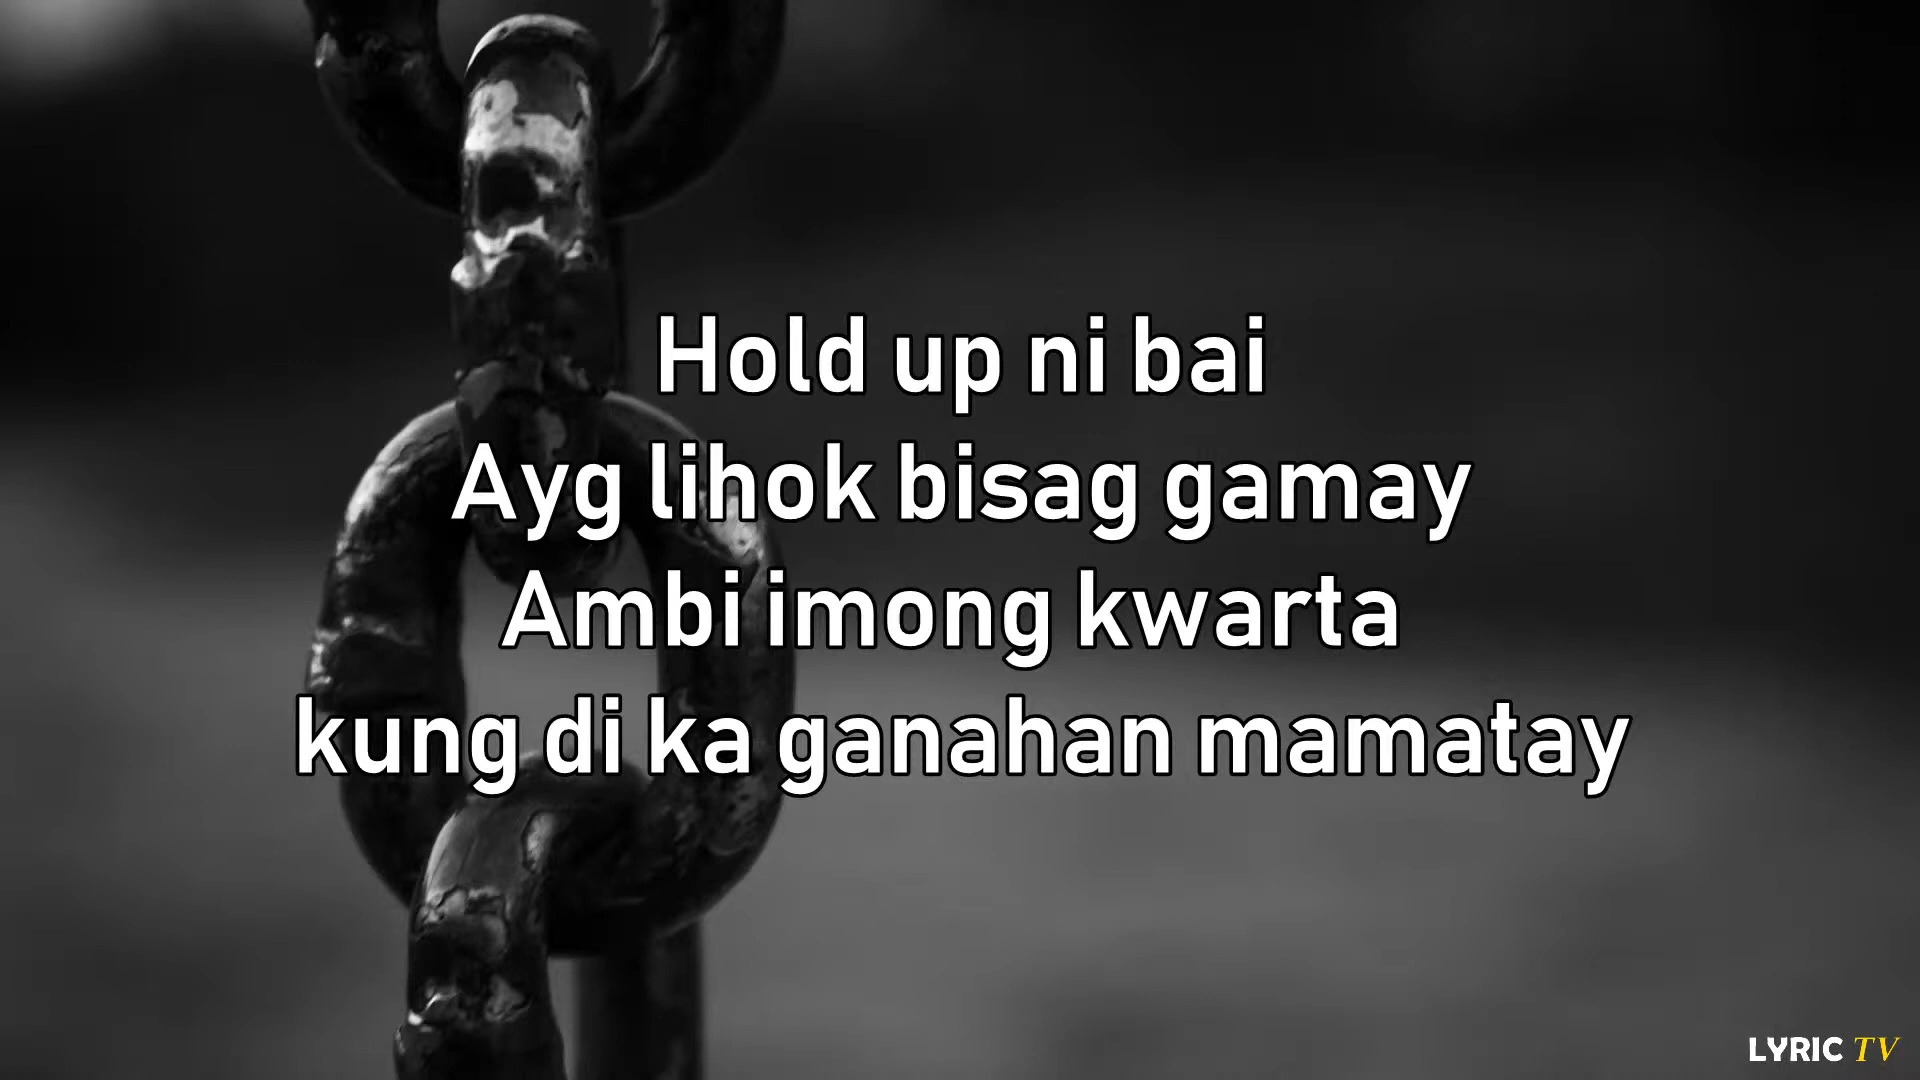 Hold up ni bai
Ayg lihok bisag gamay
Ambi imong kwarta
kung di ka ganahan mamatay
LYRIC TV